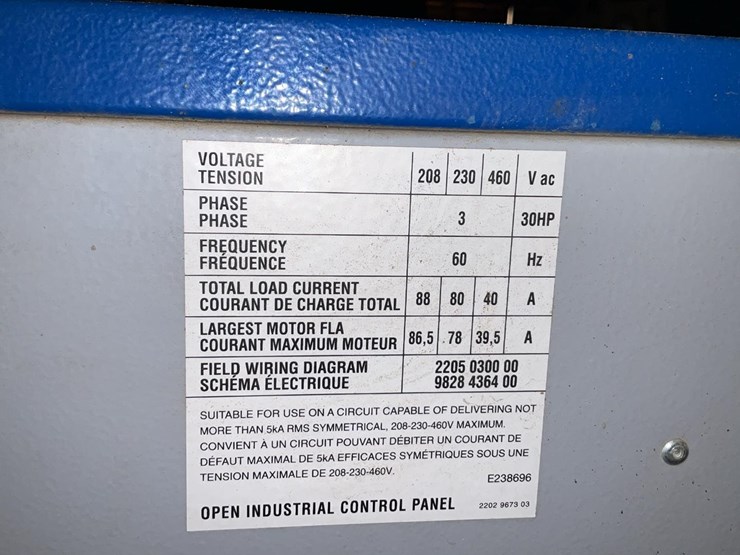 VOLTAGE
TENSION
208 230 460 V ac
PHASE
PHASE
3 30HP
FREQUENCY
FRÉQUENCE
60 Hz
TOTAL LOAD CURRENT
COURANT DE CHARGE TOTAL
88 80 40 A
LARGEST MOTOR FLA
COURANT MAXIMUM MOTEUR
86,5 78 39,5 A
FIELD WIRING DIAGRAM
SCHÉMA ÉLECTRIQUE
2205 0300 00
9828 4364 00
SUITABLE FOR USE ON A CIRCUIT CAPABLE OF DELIVERING NOT
MORE THAN 5kA RMS SYMMETRICAL, 208-230-460V MAXIMUM.
CONVIENT À UN CIRCUIT POUVANT DÉBITER UN COURANT DE
DÉFAUT MAXIMAL DE 5kA EFFICACES SYMÉTRIQUES SOUS UNE
TENSION MAXIMALE DE 208-230-460V.
E238696
OPEN INDUSTRIAL CONTROL PANEL 2202 9673 03